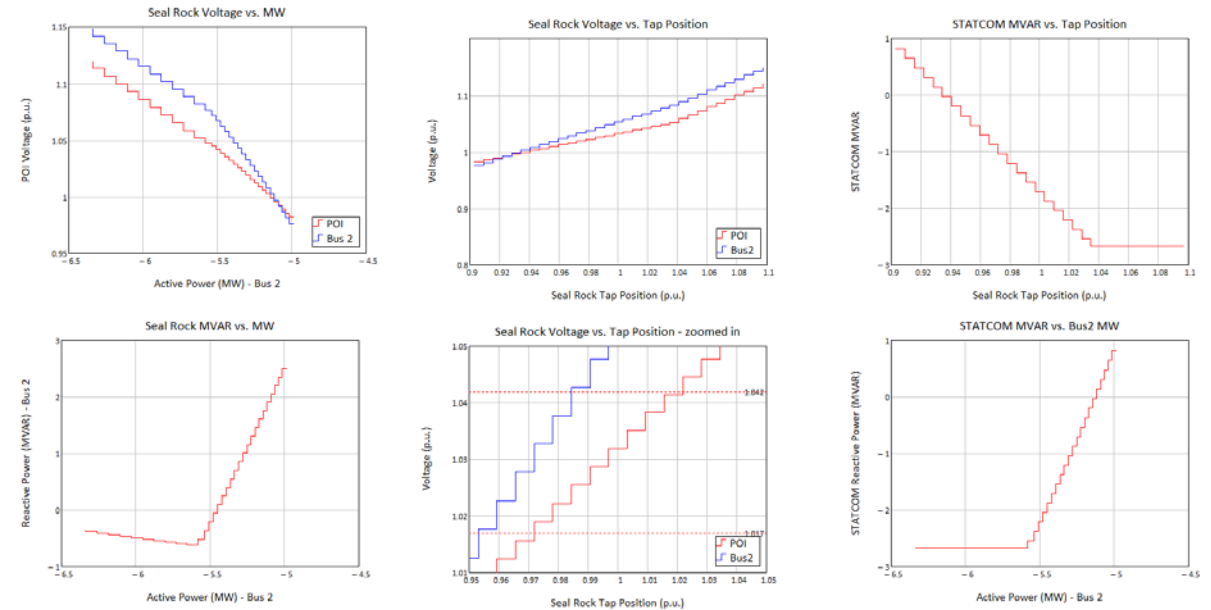 Seal Rock Voltage vs. MW
1.15
1.1
1.05
1
0.95
POI Voltage (p.u.)
POI
Bus 2
−6.5 −6 −5.5 −5 −4.5
Active Power (MW) - Bus 2
Seal Rock Voltage vs. Tap Position
1.1
1
0.9
0.8
Voltage (p.u.)
POI
Bus2
0.9 0.92 0.94 0.96 0.98 1 1.02 1.04 1.06 1.08 1.1
Seal Rock Tap Position (p.u.)
STATCOM MVAR vs. Tap Position
1
0
−1
−2
−3
STATCOM MVAR
0.9 0.92 0.94 0.96 0.98 1 1.02 1.04 1.06 1.08 1.1
Seal Rock Tap Position (p.u.)
Seal Rock MVAR vs. MW
3
2
1
0
−1
Reactive Power (MVAR) - Bus 2
−6.5 −6 −5.5 −5 −4.5
Active Power (MW) - Bus 2
Seal Rock Voltage vs. Tap Position - zoomed in
1.05
1.04
1.03
1.02
1.01
Voltage (p.u.)
1.042
1.017
POI
Bus2
0.95 0.96 0.97 0.98 0.99 1 1.01 1.02 1.03 1.04 1.05
Seal Rock Tap Position (p.u.)
STATCOM MVAR vs. Bus2 MW
1
0
−1
−2
−3
STATCOM Reactive Power (MVAR)
−6.5 −6 −5.5 −5 −4.5
Active Power (MW) - Bus 2